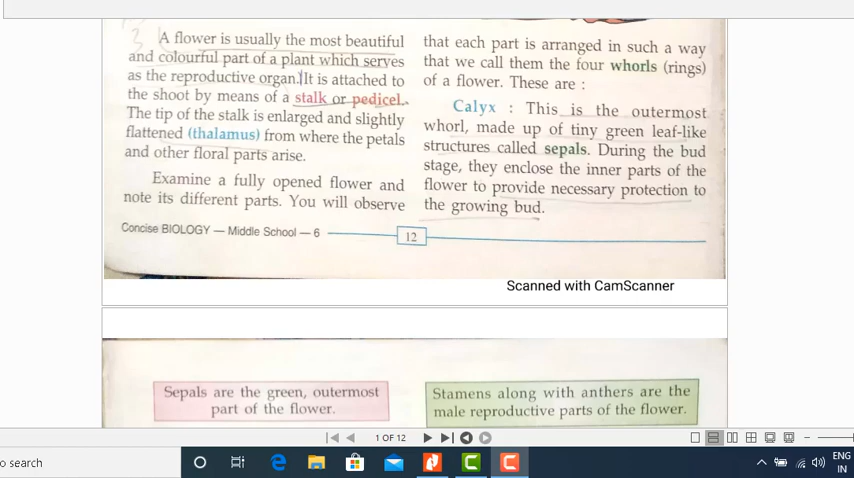 A flower is usually the most beautiful
and colourful part of a plant which serves
as the reproductive organ. It is attached to
the shoot by means of a stalk or pedicel.
The tip of the stalk is enlarged and slightly
flattened (thalamus) from where the petals
and other floral parts arise.
Examine a fully opened flower and
note its different parts. You will observe
that each part is arranged in such a way
that we call them the four whorls (rings)
of a flower. These are :
Calyx : This is the outermost
whorl, made up of tiny green leaf-like
structures called sepals. During the bud
stage, they enclose the inner parts of the
flower to provide necessary protection to
the growing bud.
Concise BIOLOGY — Middle School — 6
12
Scanned with CamScanner
Sepals are the green, outermost
part of the flower.
Stamens along with anthers are the
male reproductive parts of the flower.
1 OF 12
o search
ENG
IN